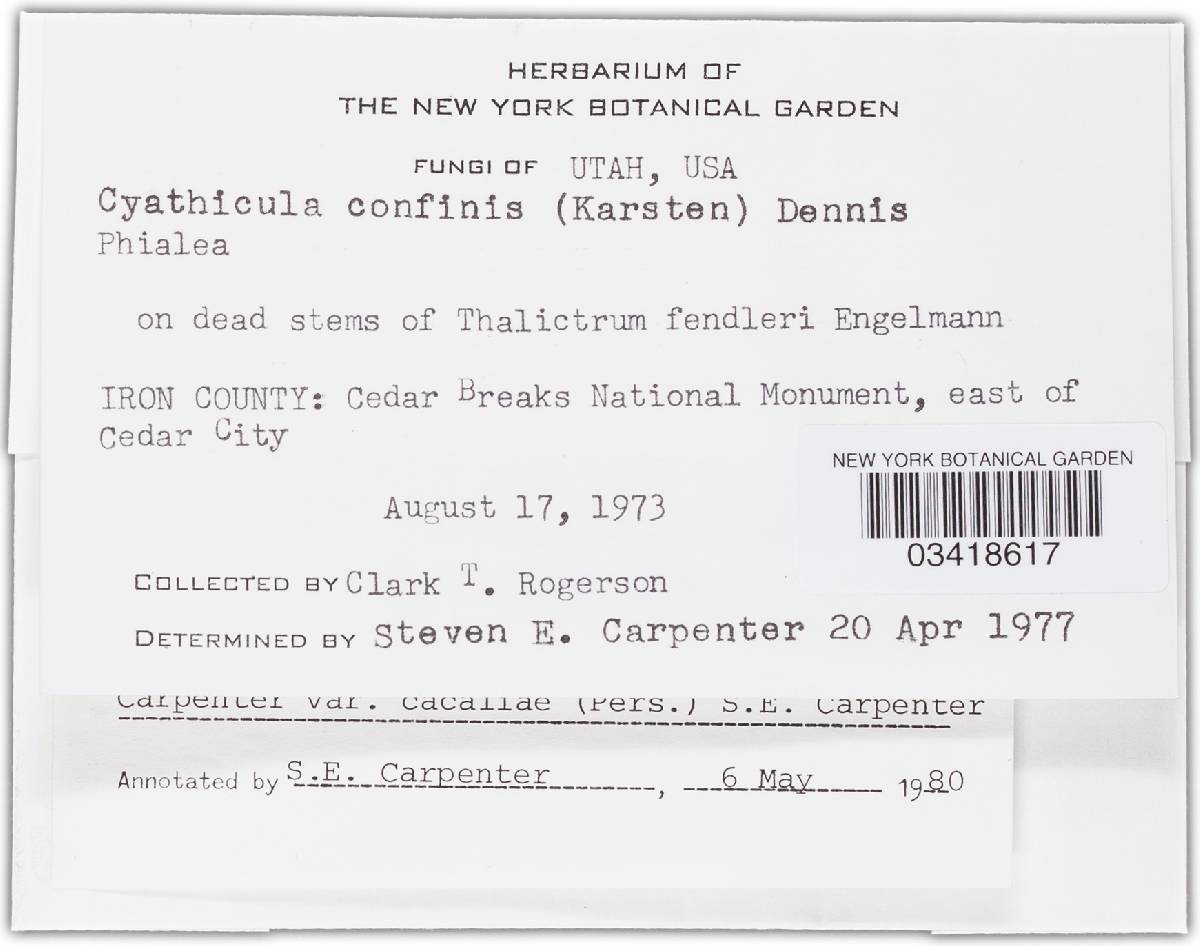 HERBARIUM OF
THE NEW YORK BOTANICAL GARDEN
FUNGI OF UTAH, USA
Cyathicula confinis (Karsten) Dennis
Phialea
on dead stems of Thalictrum fendleri Engelmann
IRON COUNTY: Cedar Breaks National Monument, east of
Cedar City
NEW YORK BOTANICAL GARDEN
03418617
August 17, 1973
COLLECTED BY Clark T. Rogerson
DETERMINED BY Steven E. Carpenter 20 Apr 1977
Carpenter var. cacaliae (Pers.) S.E. Carpenter
Annotated by S.E. Carpenter, 6 May 1980